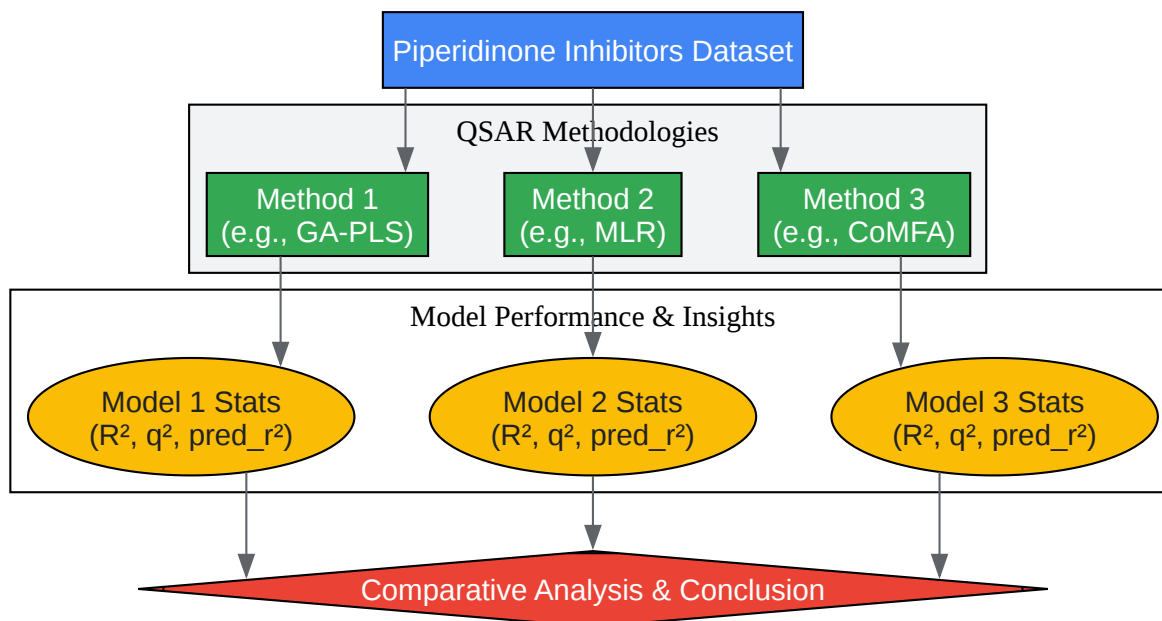 Piperidinone Inhibitors Dataset
QSAR Methodologies
Method 1
(e.g., GA-PLS)
Method 2
(e.g., MLR)
Method 3
(e.g., CoMFA)
Model Performance & Insights
Model 1 Stats
(R², q², pred_r²)
Model 2 Stats
(R², q², pred_r²)
Model 3 Stats
(R², q², pred_r²)
Comparative Analysis & Conclusion